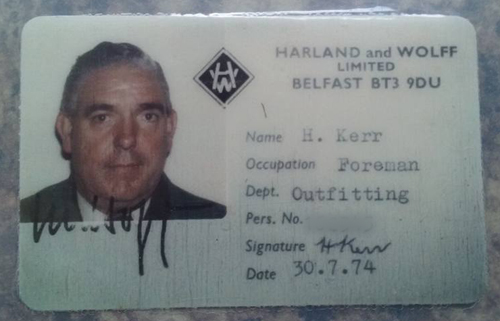 HARLAND and WOLFF
LIMITED
BELFAST BT3 9DU
Name H. Kerr
Occupation Foreman
Dept. Outfitting
Pers. No.
Signature H Kerr
Date 30.7.74